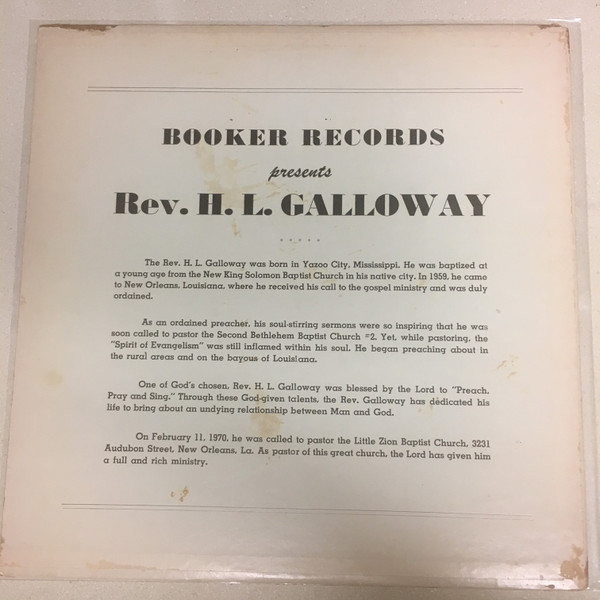 BOOKER RECORDS
presents
Rev. H. L. GALLOWAY
* * * * *
The Rev. H. L. Galloway was born in Yazoo City, Mississippi. He was baptized at
a young age from the New King Solomon Baptist Church in his native city. In 1959, he came
to New Orleans, Louisiana, where he received his call to the gospel ministry and was duly
ordained.
As an ordained preacher, his soul-stirring sermons were so inspiring that he was
soon called to pastor the Second Bethlehem Baptist Church #2. Yet, while pastoring, the
"Spirit of Evangelism" was still inflamed within his soul. He began preaching about in
the rural areas and on the bayous of Louisiana.
One of God's chosen, Rev. H. L. Galloway was blessed by the Lord to "Preach,
Pray and Sing." Through these God-given talents, the Rev. Galloway has dedicated his
life to bring about an undying relationship between Man and God.
On February 11, 1970, he was called to pastor the Little Zion Baptist Church, 3231
Audubon Street, New Orleans, La. As pastor of this great church, the Lord has given him
a full and rich ministry.